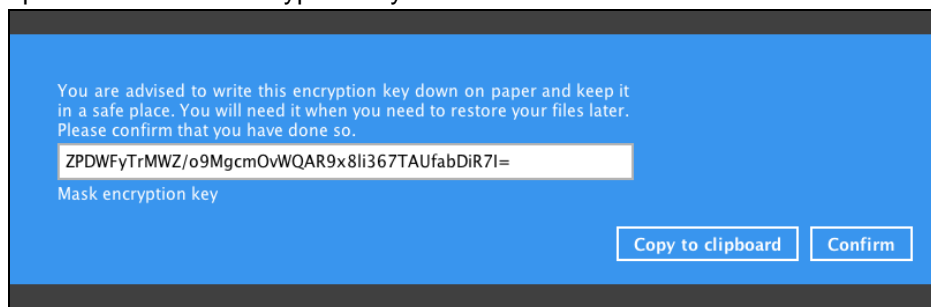 You are advised to write this encryption key down on paper and keep it
in a safe place. You will need it when you need to restore your files later.
Please confirm that you have done so.
ZPDWFyTrMWZ/o9MgcmOvWQAR9x8li367TAUfabDiR7I=
Mask encryption key
Copy to clipboard Confirm